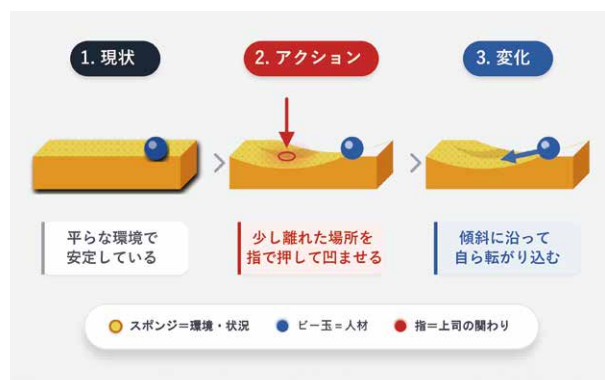 1. 現状
2. アクション
3. 変化
平らな環境で
安定している
少し離れた場所を
指で押して凹ませる
傾斜に沿って
自ら転がり込む
スポンジ＝環境・状況
ビー玉＝人材
指＝上司の関わり